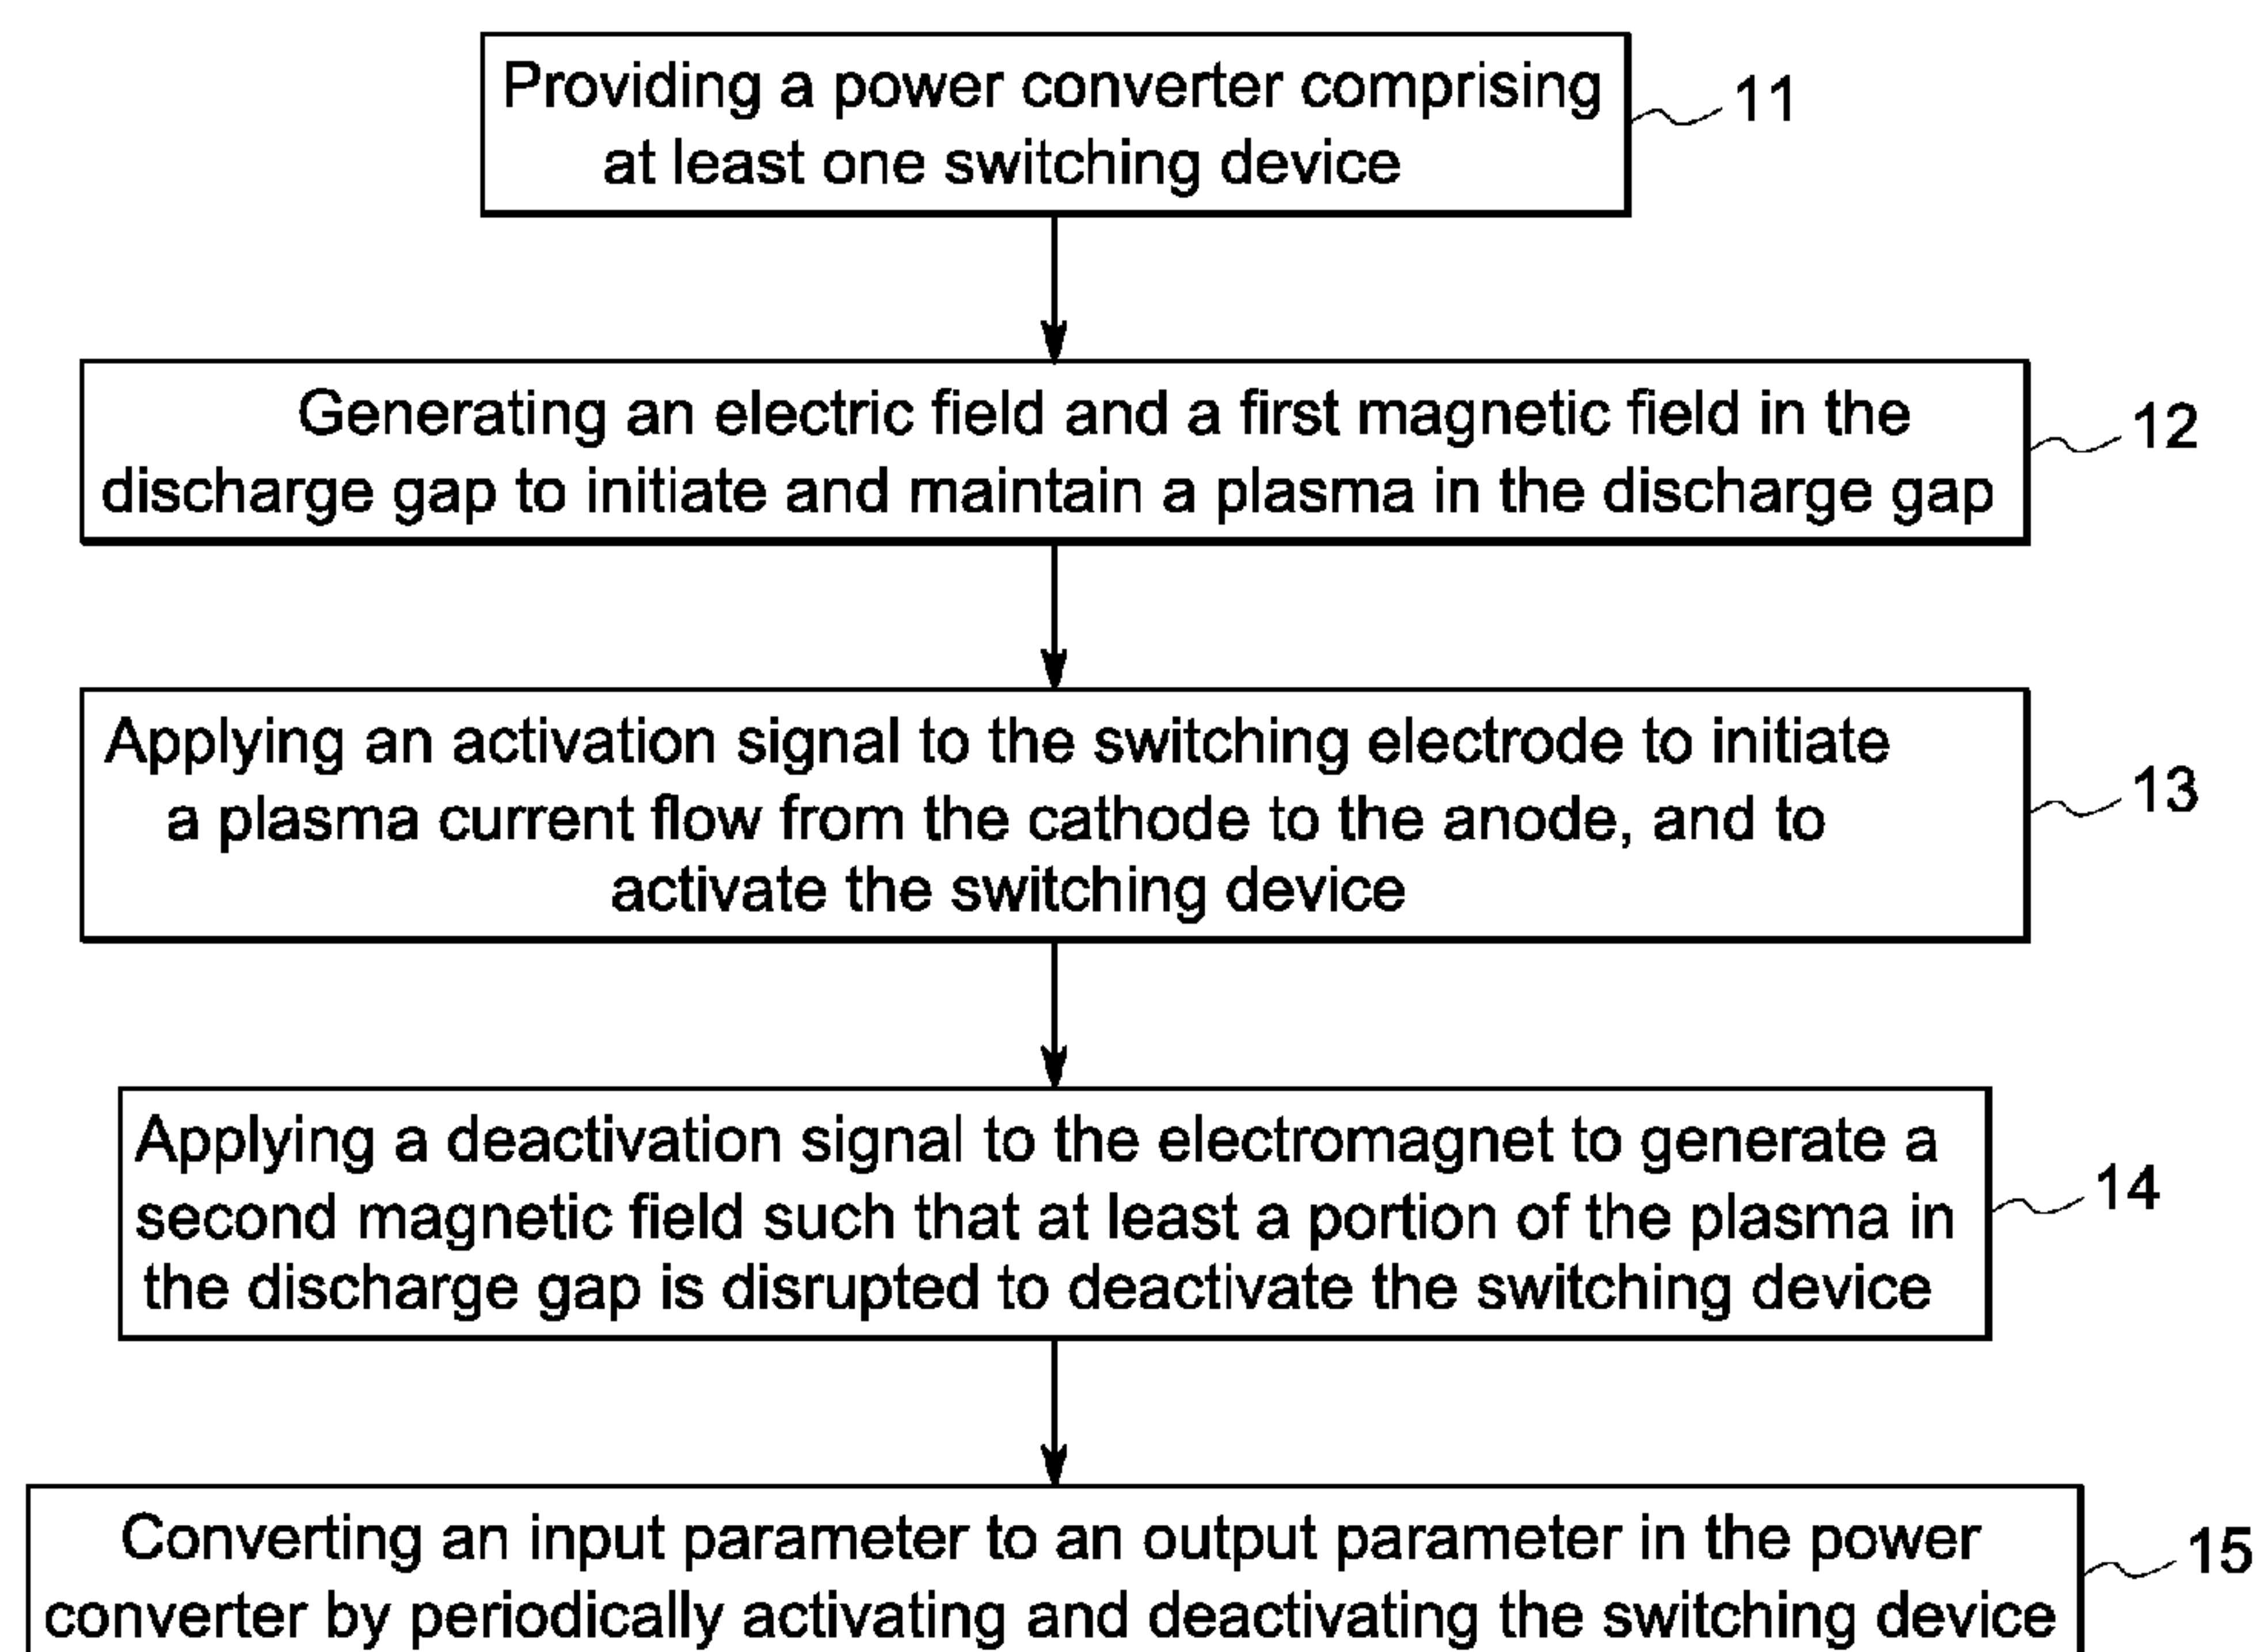 Providing a power converter comprising
at least one switching device
11
Generating an electric field and a first magnetic field in the
discharge gap to initiate and maintain a plasma in the discharge gap
12
Applying an activation signal to the switching electrode to initiate
a plasma current flow from the cathode to the anode, and to
activate the switching device
13
Applying a deactivation signal to the electromagnet to generate a
second magnetic field such that at least a portion of the plasma in
the discharge gap is disrupted to deactivate the switching device
14
Converting an input parameter to an output parameter in the power
converter by periodically activating and deactivating the switching device
15